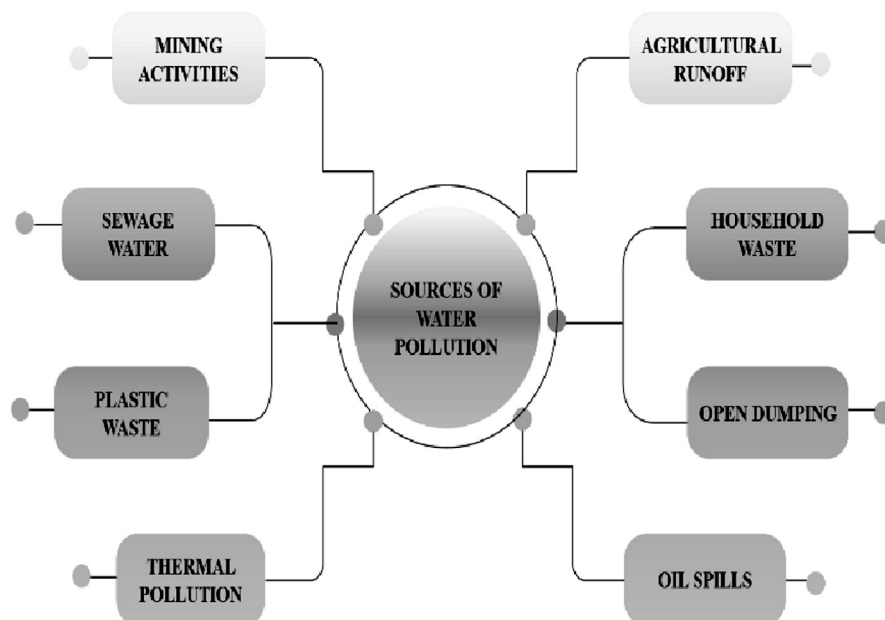 MINING
ACTIVITIES
AGRICULTURAL
RUNOFF
SEWAGE
WATER
HOUSEHOLD
WASTE
SOURCES OF
WATER
POLLUTION
PLASTIC
WASTE
OPEN DUMPING
THERMAL
POLLUTION
OIL SPILLS